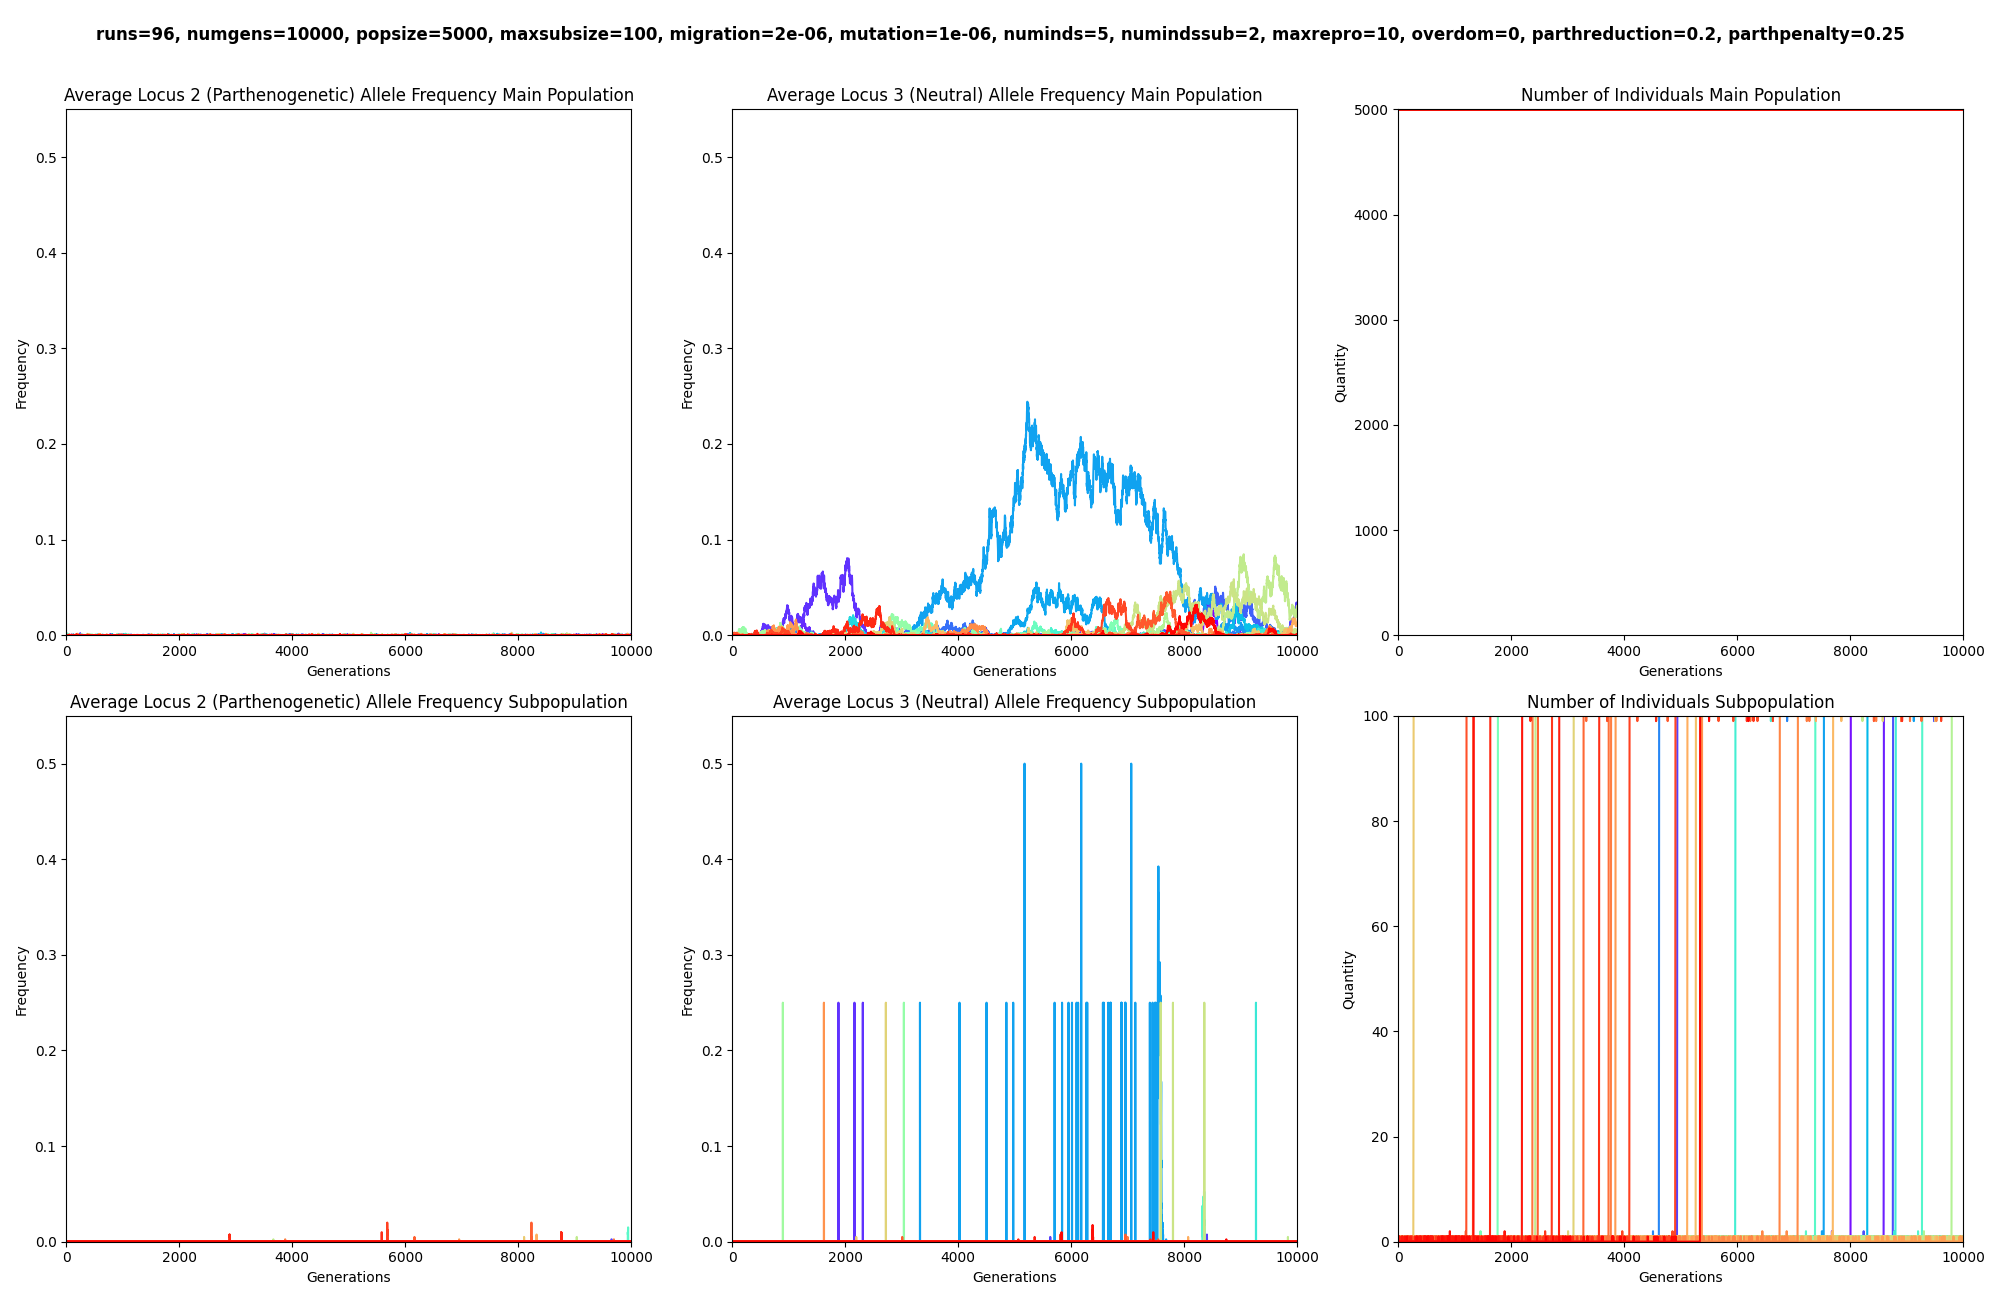 runs=96, numgens=10000, popsize=5000, maxsubsize=100, migration=2e-06, mutation=1e-06, numinds=5, numindssub=2, maxrepro=10, overdom=0, parthreduction=0.2, parthpenalty=0.25
Average Locus 2 (Parthenogenetic) Allele Frequency Main Population
Frequency
0.5
0.4
0.3
0.2
0.1
0.0
0 2000 4000 6000 8000 10000
Generations
Average Locus 3 (Neutral) Allele Frequency Main Population
Frequency
0.5
0.4
0.3
0.2
0.1
0.0
0 2000 4000 6000 8000 10000
Generations
Number of Individuals Main Population
Quantity
5000
4000
3000
2000
1000
0
0 2000 4000 6000 8000 10000
Generations
Average Locus 2 (Parthenogenetic) Allele Frequency Subpopulation
Frequency
0.5
0.4
0.3
0.2
0.1
0.0
0 2000 4000 6000 8000 10000
Generations
Average Locus 3 (Neutral) Allele Frequency Subpopulation
Frequency
0.5
0.4
0.3
0.2
0.1
0.0
0 2000 4000 6000 8000 10000
Generations
Number of Individuals Subpopulation
Quantity
100
80
60
40
20
0
0 2000 4000 6000 8000 10000
Generations